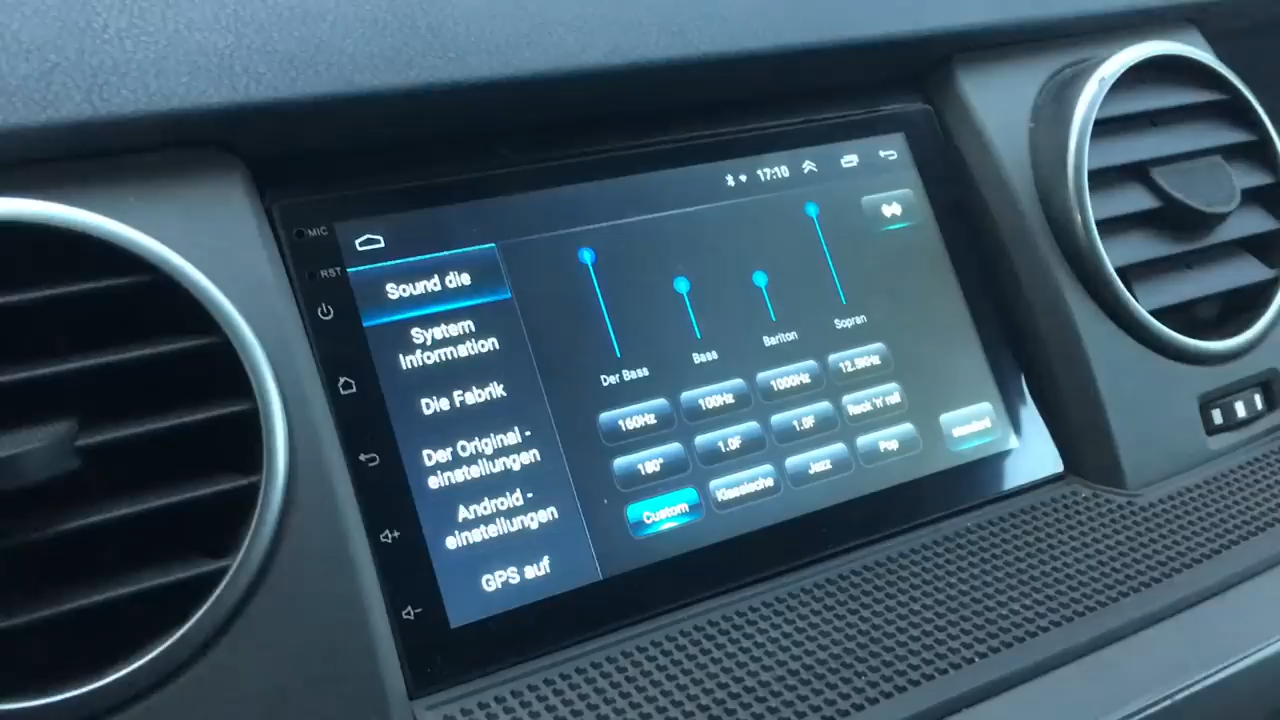 MIC
RST
17:10
Sound die
System
Information
Die Fabrik
Der Original -
einstellungen
Android -
einstellungen
GPS auf
Der Bass
Bass
Bariton
Sopran
160Hz
100Hz
1000Hz
12.5KHz
180°
1.0F
1.0F
Rock 'n' roll
Custom
Klassische
Jazz
Pop
standard